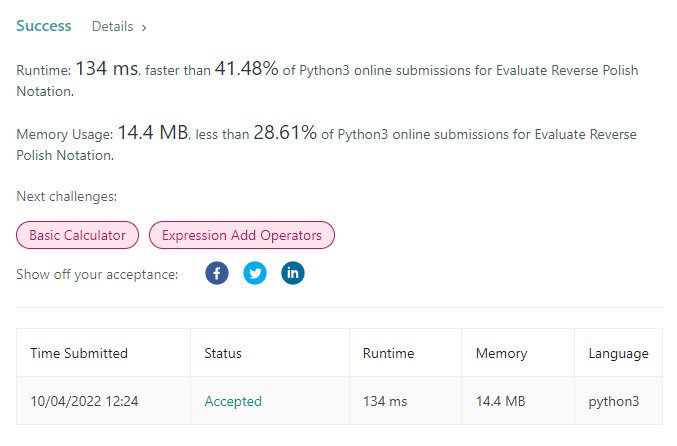 Success Details ›
Runtime: 134 ms, faster than 41.48% of Python3 online submissions for Evaluate Reverse Polish
Notation.
Memory Usage: 14.4 MB, less than 28.61% of Python3 online submissions for Evaluate Reverse
Polish Notation.
Next challenges:
Basic Calculator Expression Add Operators
Show off your acceptance:
Time Submitted Status Runtime Memory Language
10/04/2022 12:24 Accepted 134 ms 14.4 MB python3